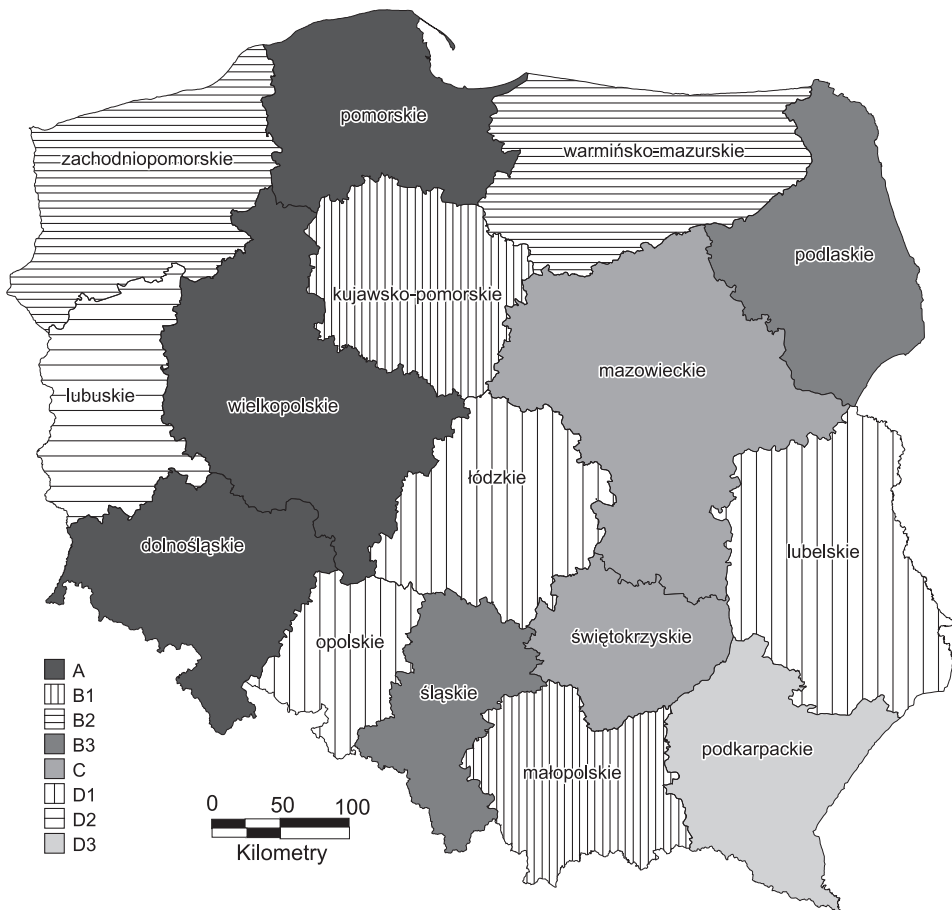 pomorskie
zachodniopomorskie
warmińsko-mazurskie
podlaskie
kujawsko-pomorskie
mazowieckie
lubuskie
wielkopolskie
łódzkie
dolnośląskie
lubelskie
opolskie
świętokrzyskie
śląskie
podkarpackie
małopolskie
A
B1
B2
B3
C
D1
D2
D3
0 50 100
Kilometry